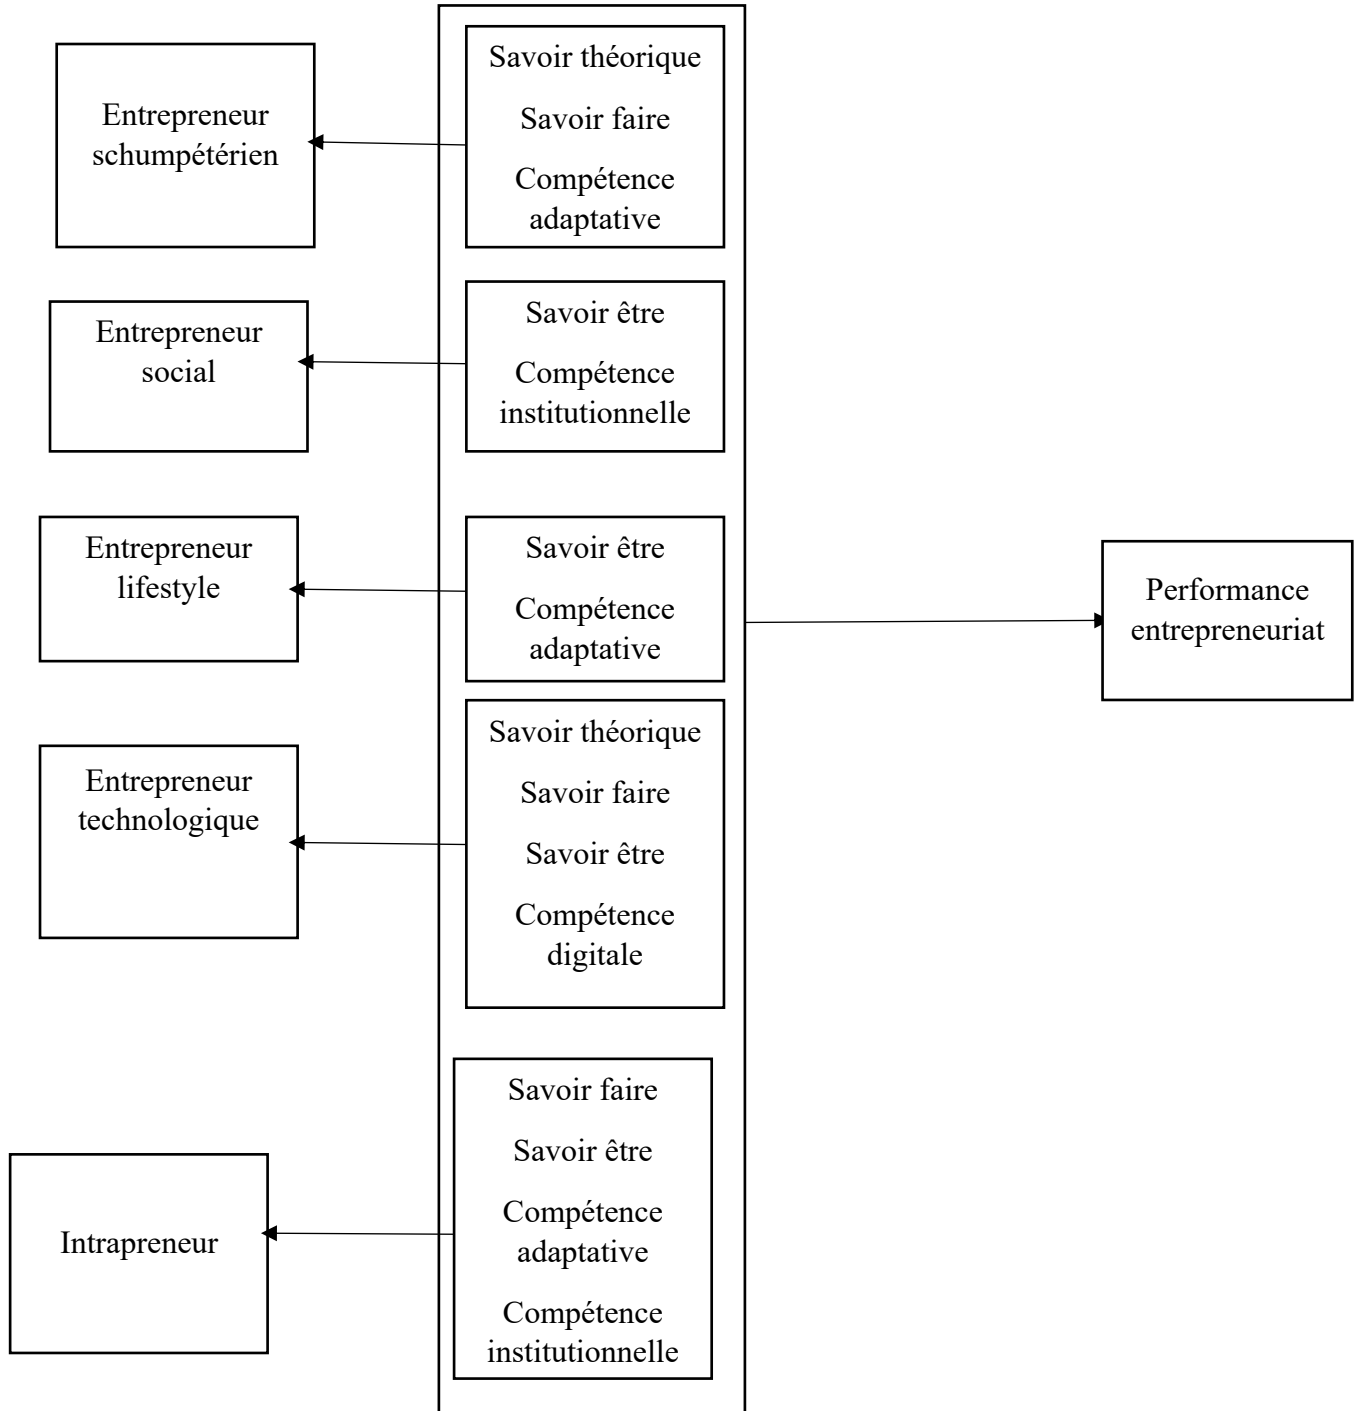 Entrepreneur
schumpétérien
Savoir théorique
Savoir faire
Compétence
adaptative
Entrepreneur
social
Savoir être
Compétence
institutionnelle
Entrepreneur
lifestyle
Savoir être
Compétence
adaptative
Performance
entrepreneuriat
Entrepreneur
technologique
Savoir théorique
Savoir faire
Savoir être
Compétence
digitale
Intrapreneur
Savoir faire
Savoir être
Compétence
adaptative
Compétence
institutionnelle